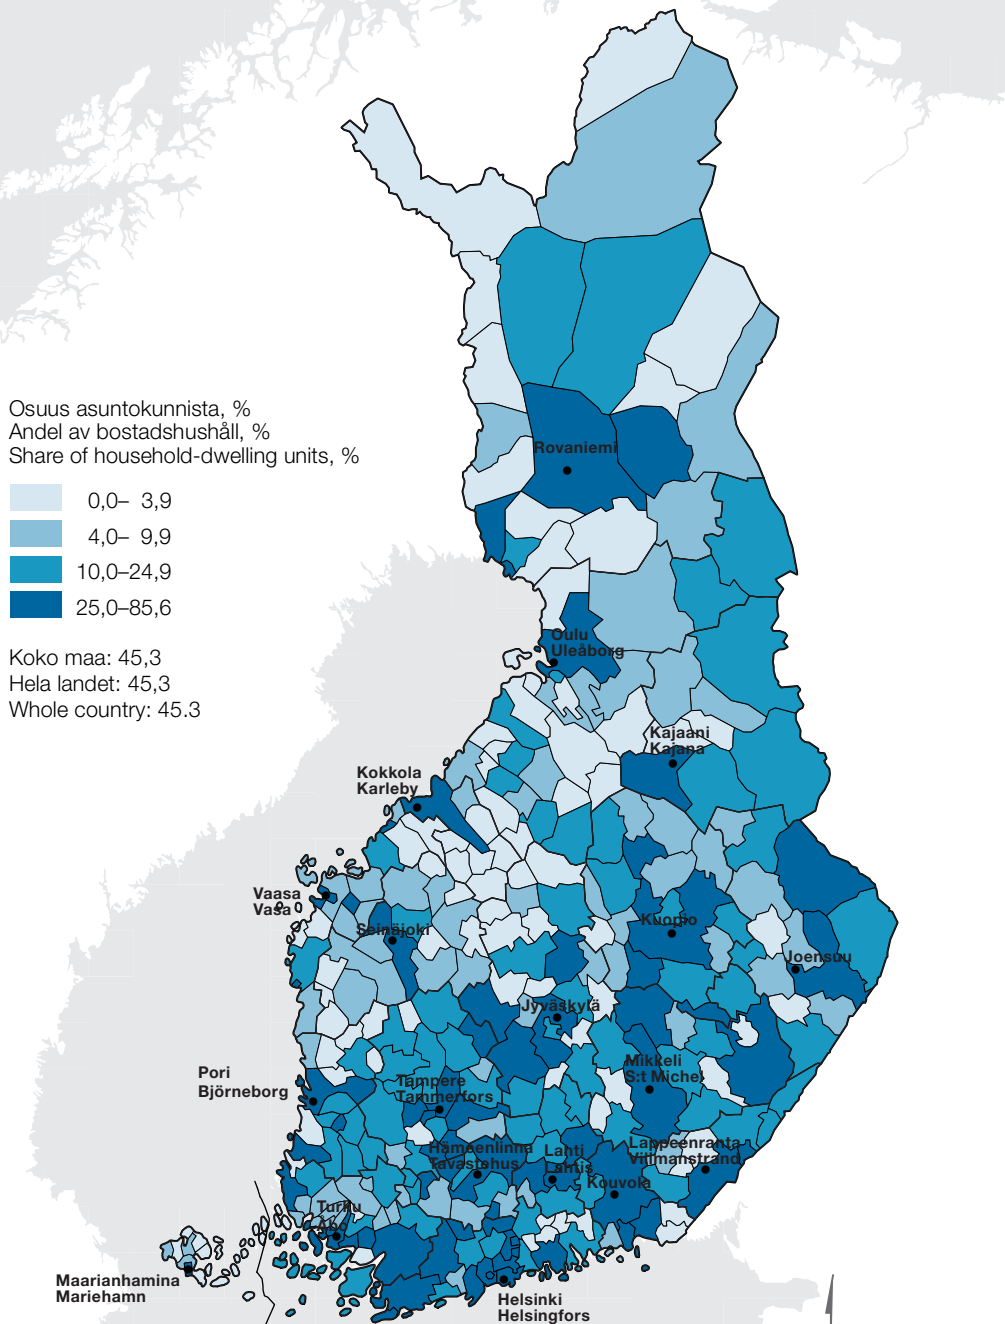 Osuus asuntokunnista, %
Andel av bostadshushåll, %
Share of household-dwelling units, %
0,0– 3,9
4,0– 9,9
10,0–24,9
25,0–85,6
Koko maa: 45,3
Hela landet: 45,3
Whole country: 45.3
Rovaniemi
Oulu
Uleåborg
Kajaani
Kajana
Kokkola
Karleby
Vaasa
Vasa
Seinäjoki
Kuopio
Joensuu
Jyväskylä
Mikkeli
S:t Michel
Pori
Björneborg
Tampere
Tammerfors
Hämeenlinna
Tavastehus
Lahti
Lahtis
Lappeenranta
Villmanstrand
Kouvola
Turku
Åbo
Maarianhamina
Mariehamn
Helsinki
Helsingfors